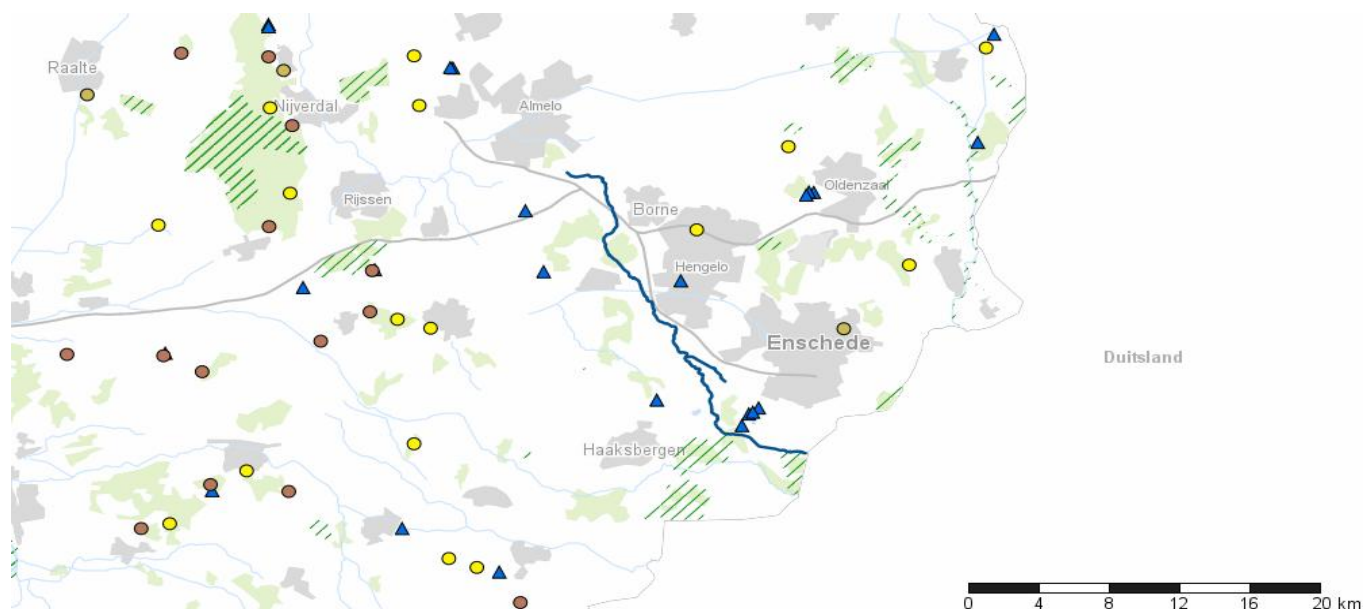 Raalte
Nijverdal
Almelo
Rijssen
Oldenzaal
Borne
Hengelo
Enschede
Duitsland
Haaksbergen
0 4 8 12 16 20 km